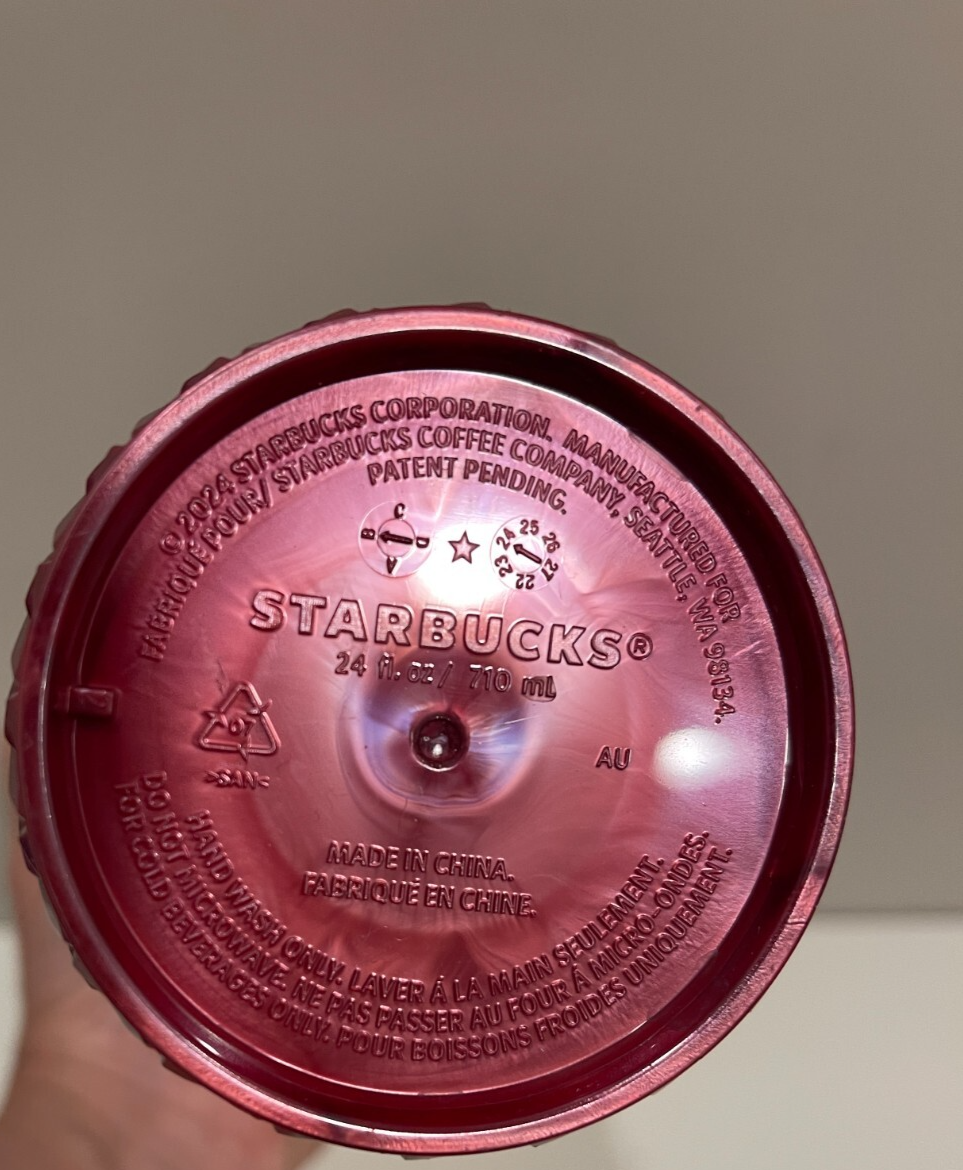 © 2024 STARBUCKS CORPORATION. MANUFACTURED FOR
FABRIQUÉ POUR/ STARBUCKS COFFEE COMPANY, SEATTLE, WA 98134.
PATENT PENDING.
A B C D
22 23 24 25 26 27
STARBUCKS®
24 fl. oz / 710 mL
7
>SAN<
AU
MADE IN CHINA.
FABRIQUÉ EN CHINE.
HAND WASH ONLY. LAVER À LA MAIN SEULEMENT.
DO NOT MICROWAVE. NE PAS PASSER AU FOUR À MICRO-ONDES.
FOR COLD BEVERAGES ONLY. POUR BOISSONS FROIDES UNIQUEMENT.